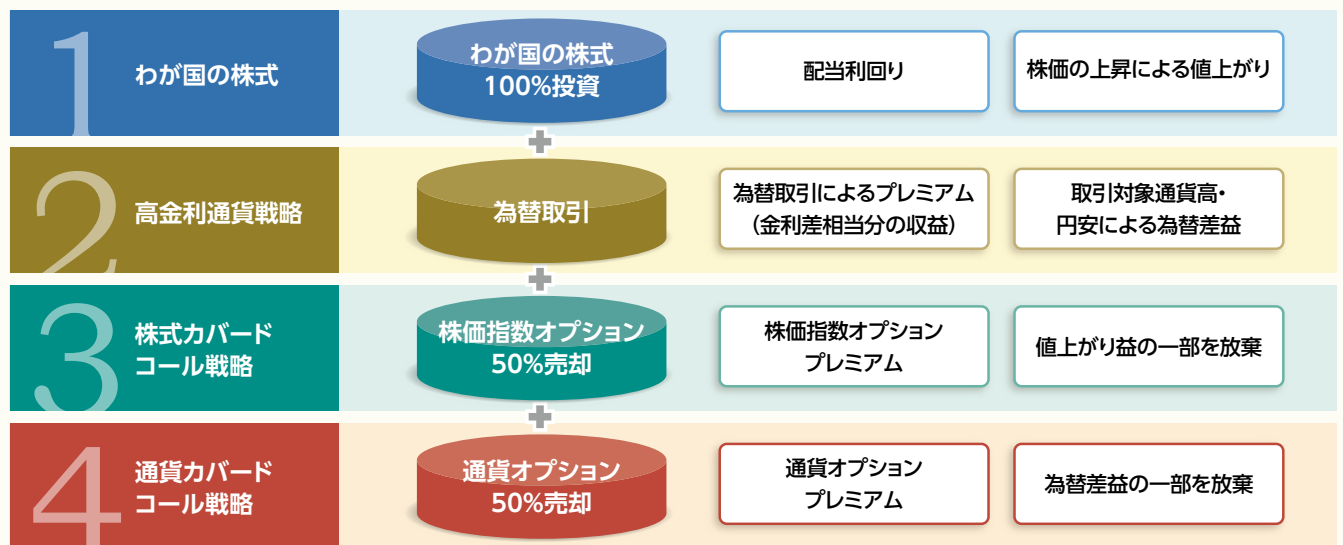 1
わが国の株式
わが国の株式
100%投資
配当利回り
株価の上昇による値上がり
2
高金利通貨戦略
為替取引
為替取引によるプレミアム
(金利差相当分の収益)
取引対象通貨高・
円安による為替差益
3
株式カバード
コール戦略
株価指数オプション
50%売却
株価指数オプション
プレミアム
値上がり益の一部を放棄
4
通貨カバード
コール戦略
通貨オプション
50%売却
通貨オプション
プレミアム
為替差益の一部を放棄